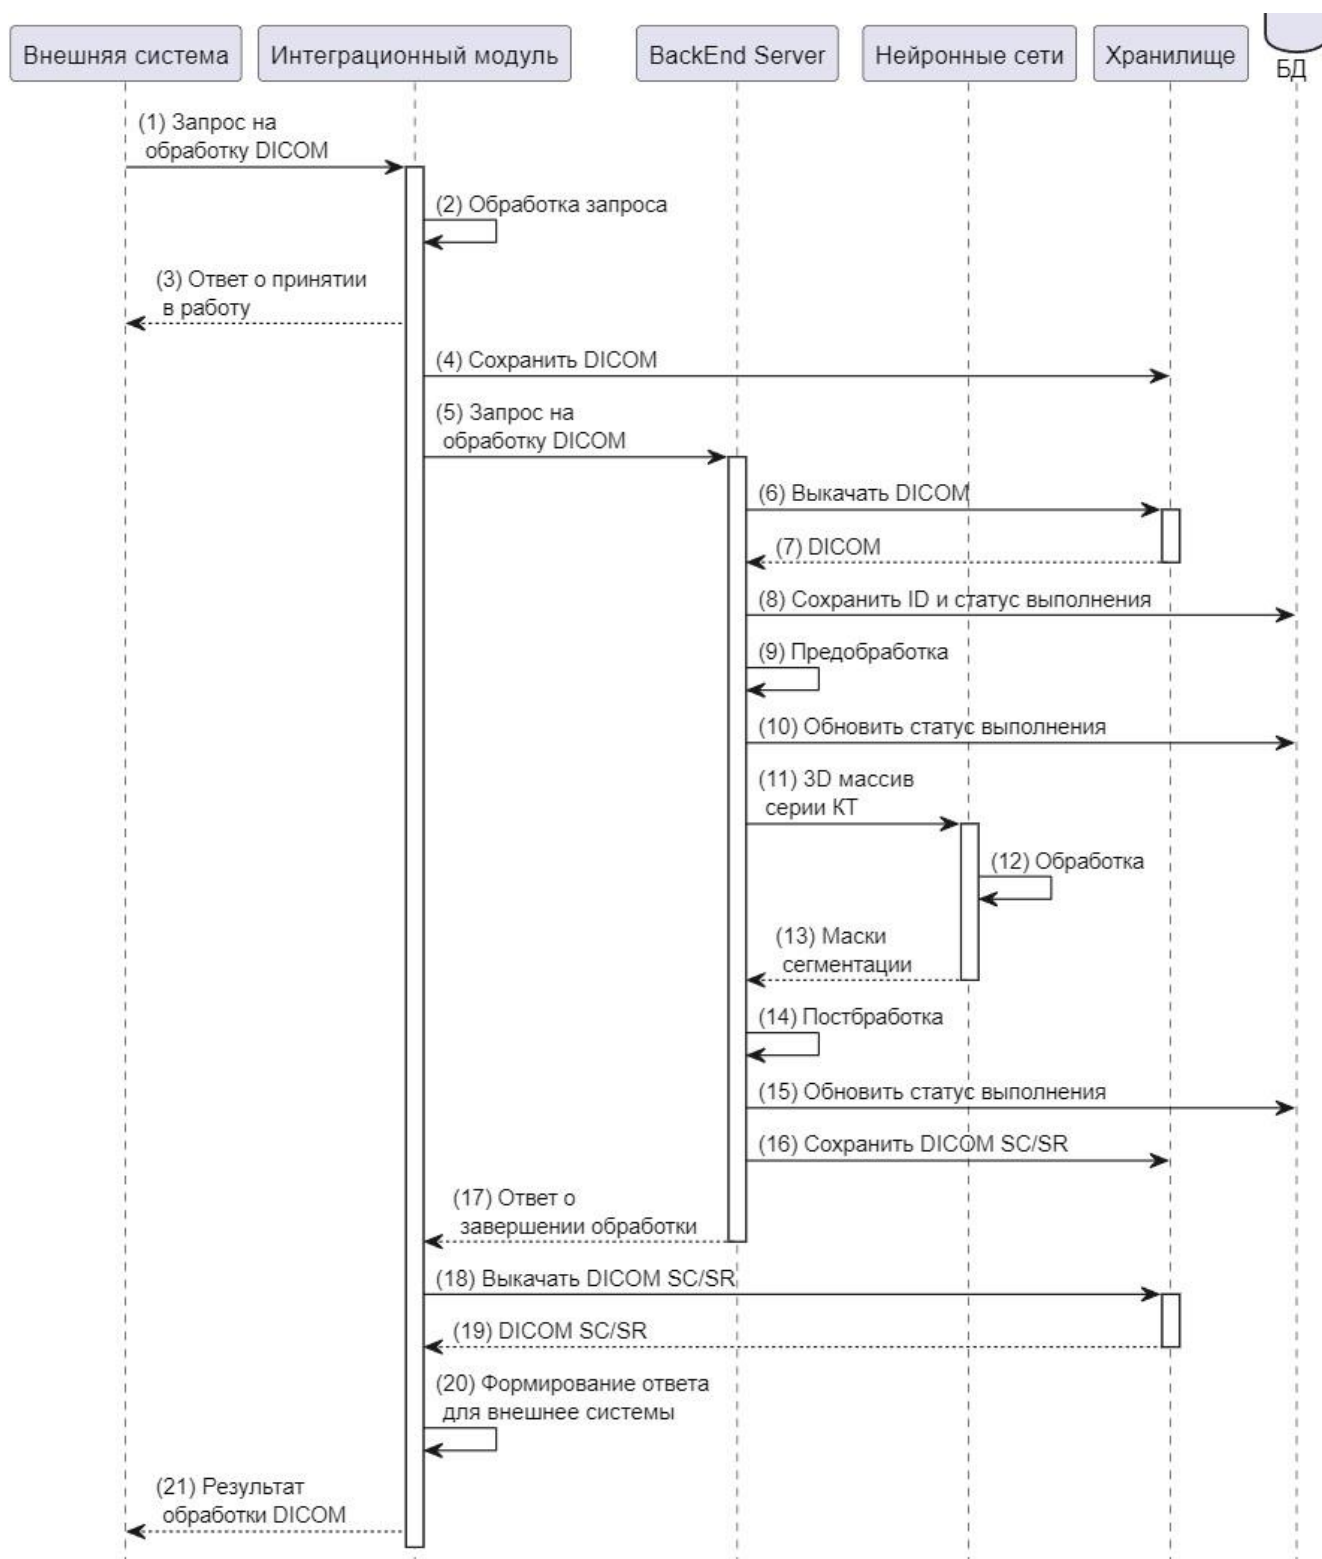 Внешняя система
Интеграционный модуль
BackEnd Server
Нейронные сети
Хранилище
БД
(1) Запрос на
обработку DICOM
(2) Обработка запроса
(3) Ответ о принятии
в работу
(4) Сохранить DICOM
(5) Запрос на
обработку DICOM
(6) Выкачать DICOM
(7) DICOM
(8) Сохранить ID и статус выполнения
(9) Предобработка
(10) Обновить статус выполнения
(11) 3D массив
серии КТ
(12) Обработка
(13) Маски
сегментации
(14) Постбработка
(15) Обновить статус выполнения
(16) Сохранить DICOM SC/SR
(17) Ответ о
завершении обработки
(18) Выкачать DICOM SC/SR
(19) DICOM SC/SR
(20) Формирование ответа
для внешнее системы
(21) Результат
обработки DICOM